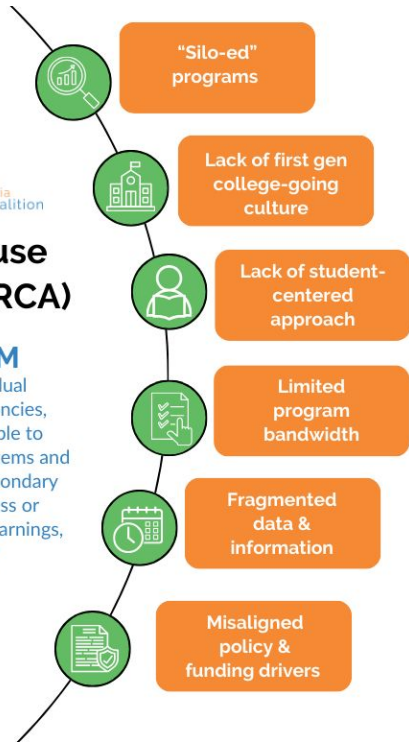 “Silo-ed”
programs
Lack of first gen
college-going
culture
alition
RCA)
Lack of student-
centered
approach
dual
ncies,
ble to
ems and
ondary
ss or
arnings,
Limited
program
bandwidth
Fragmented
data &
information
Misaligned
policy &
funding drivers